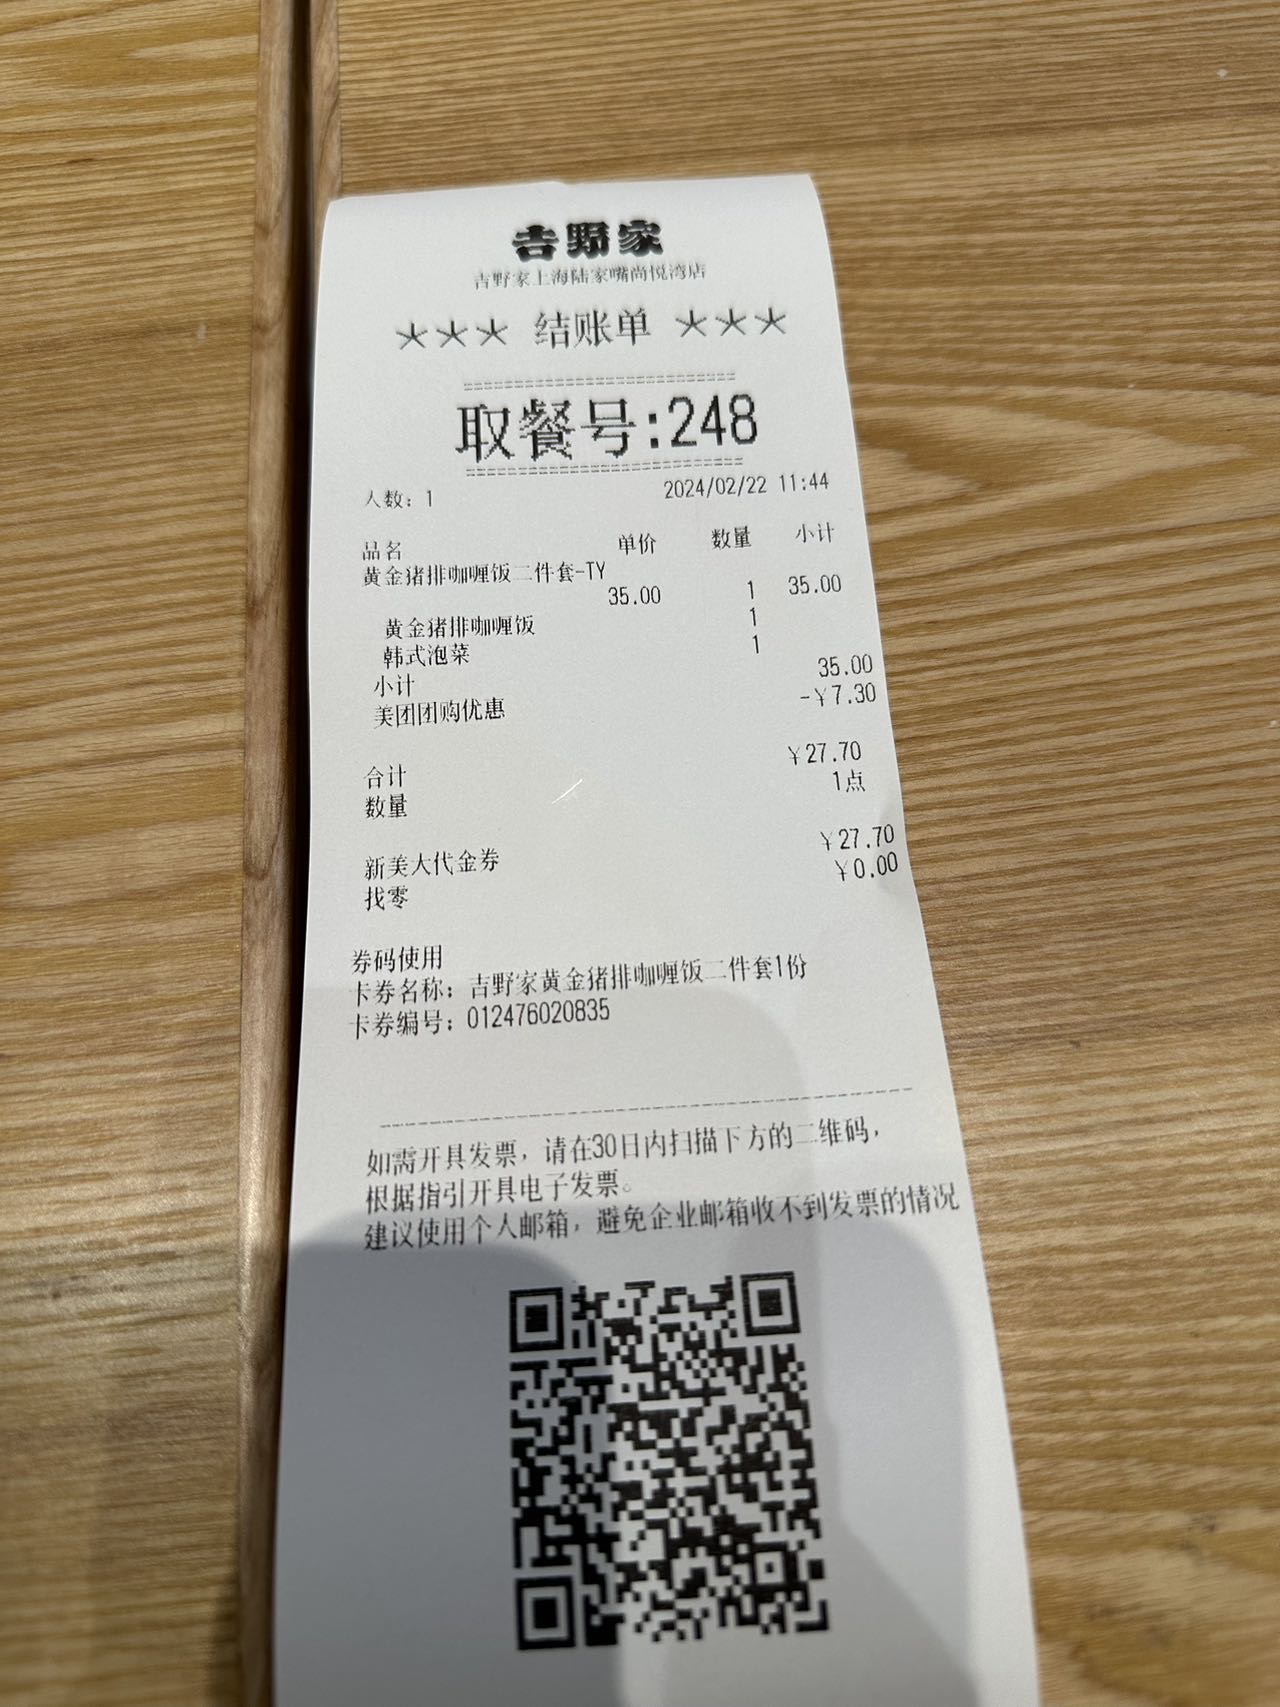 吉野家
吉野家上海陆家嘴尚悦湾店
*** 结账单 ***
取餐号:248
人数: 1 2024/02/22 11:44
品名 单价 数量 小计
黄金猪排咖喱饭二件套-TY
35.00 1 35.00
黄金猪排咖喱饭 1
韩式泡菜 1
小计 35.00
美团团购优惠 -¥7.30
合计 ¥27.70
数量 1点
新美大代金券 ¥27.70
找零 ¥0.00
券码使用
卡券名称: 吉野家黄金猪排咖喱饭二件套1份
卡券编号: 012476020835
如需开具发票，请在30日内扫描下方的二维码，
根据指引开具电子发票。
建议使用个人邮箱，避免企业邮箱收不到发票的情况